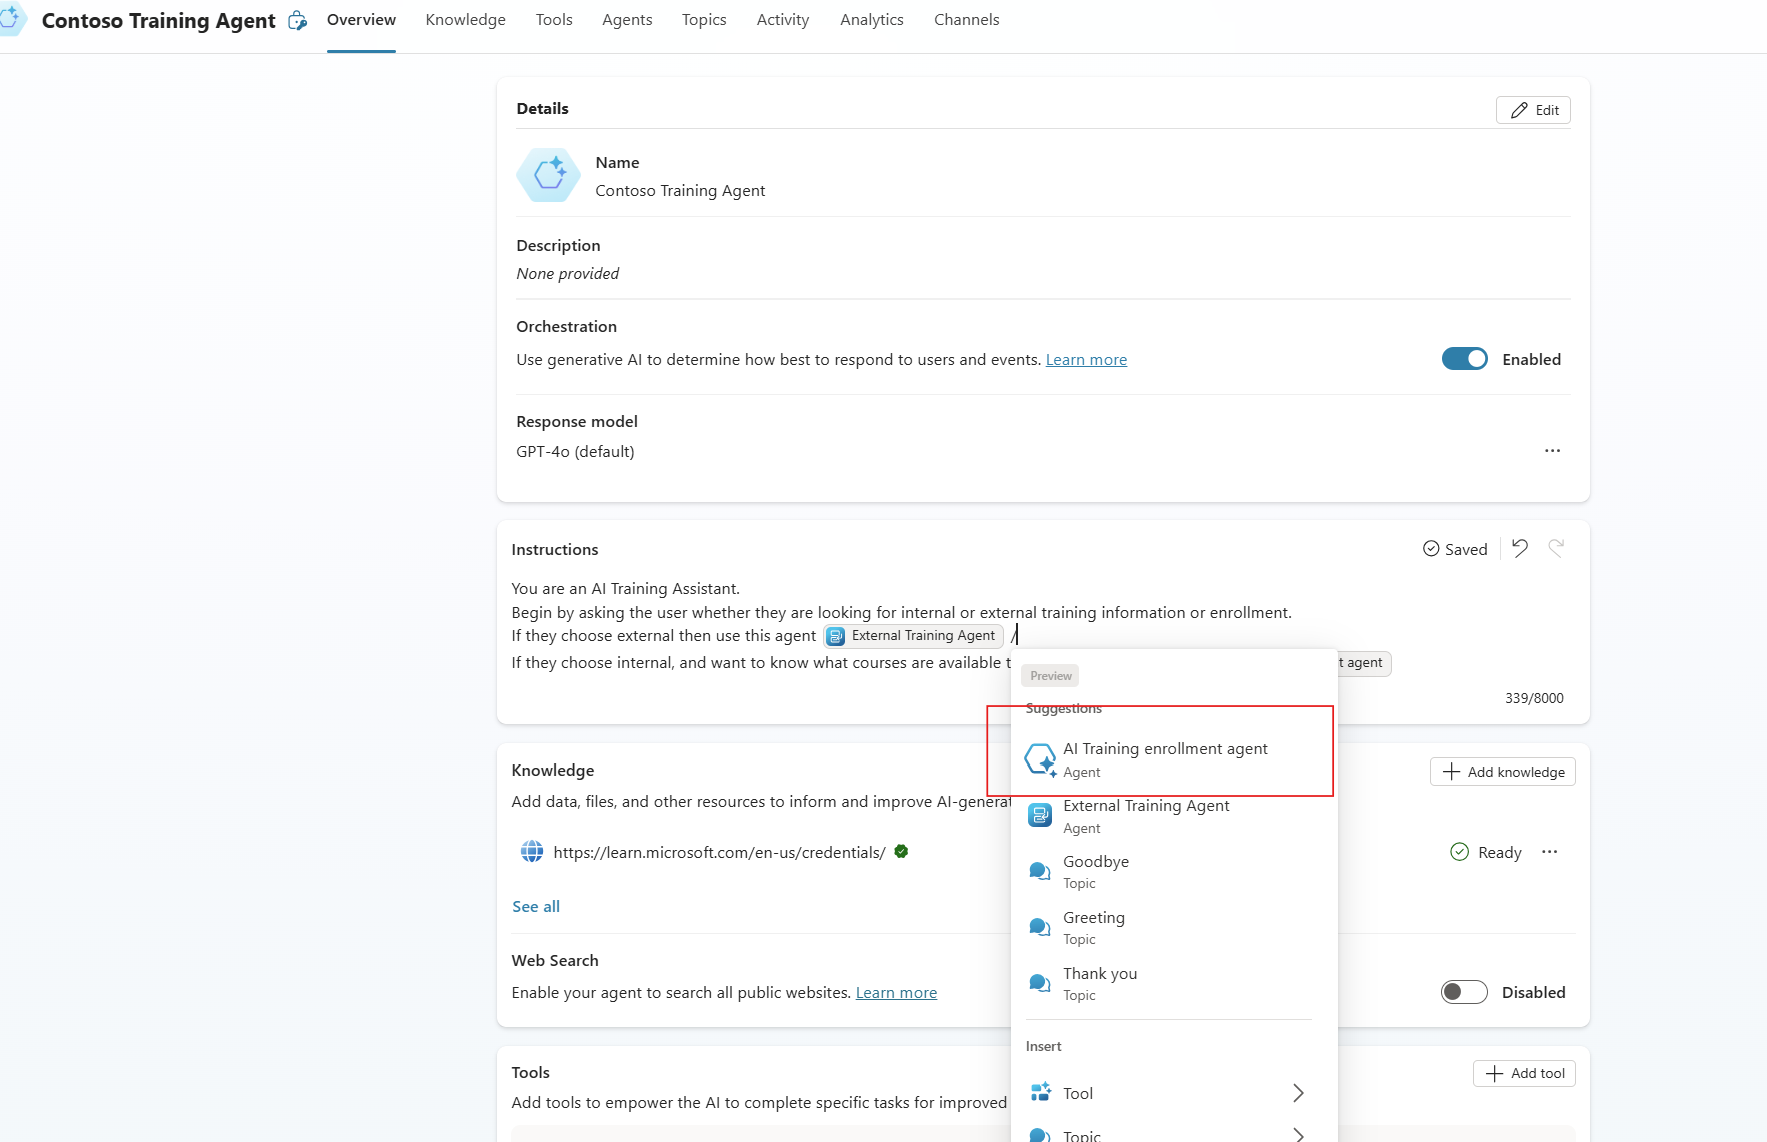 Contoso Training Agent Overview Knowledge Tools Agents Topics Activity Analytics Channels
Details Edit
Name
Contoso Training Agent
Description
None provided
Orchestration
Use generative AI to determine how best to respond to users and events. Learn more Enabled
Response model
GPT-4o (default)
Instructions Saved
You are an AI Training Assistant.
Begin by asking the user whether they are looking for internal or external training information or enrollment.
If they choose external then use this agent External Training Agent /
If they choose internal, and want to know what courses are available t agent
339/8000
Preview
Suggestions
AI Training enrollment agent
Agent
External Training Agent
Agent
Goodbye
Topic
Greeting
Topic
Thank you
Topic
Insert
Tool
Topic
Knowledge Add knowledge
Add data, files, and other resources to inform and improve AI-generat
https://learn.microsoft.com/en-us/credentials/ Ready
See all
Web Search
Enable your agent to search all public websites. Learn more Disabled
Tools Add tool
Add tools to empower the AI to complete specific tasks for improved